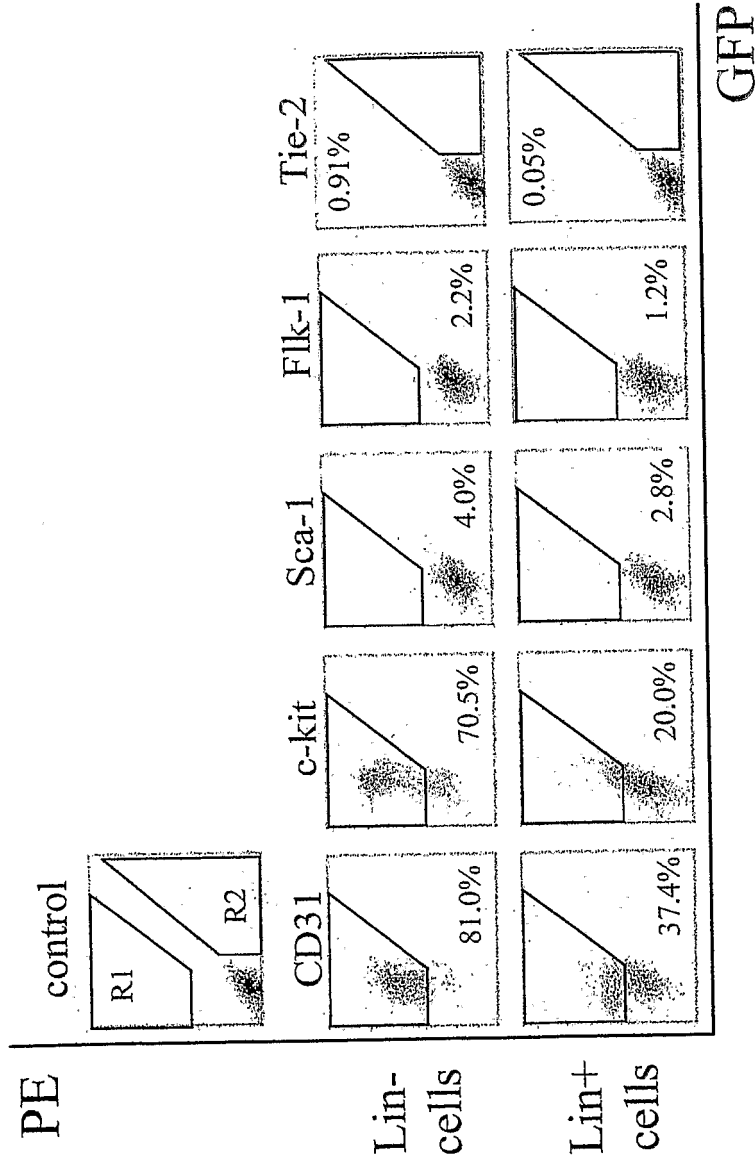 PE
control
R1
R2
CD31
c-kit
Sca-1
Flk-1
Tie-2
Lin-
cells
81.0%
70.5%
4.0%
2.2%
0.91%
Lin+
cells
37.4%
20.0%
2.8%
1.2%
0.05%
GFP